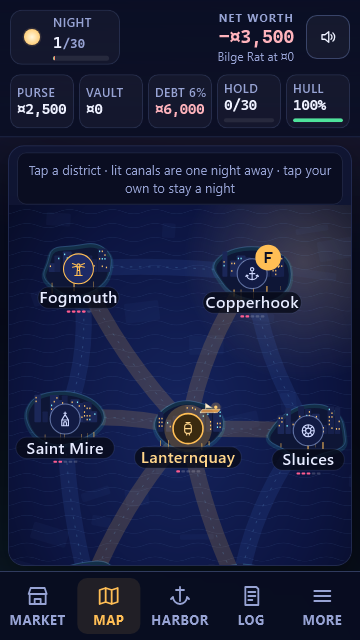 NIGHT
1/30
NET WORTH
−¤3,500
Bilge Rat at ¤0
PURSE
¤2,500
VAULT
¤0
DEBT 6%
¤6,000
HOLD
0/30
HULL
100%
Tap a district · lit canals are one night away · tap your
own to stay a night
F
Fogmouth
Copperhook
Saint Mire
Lanternquay
Sluices
MARKET
MAP
HARBOR
LOG
MORE